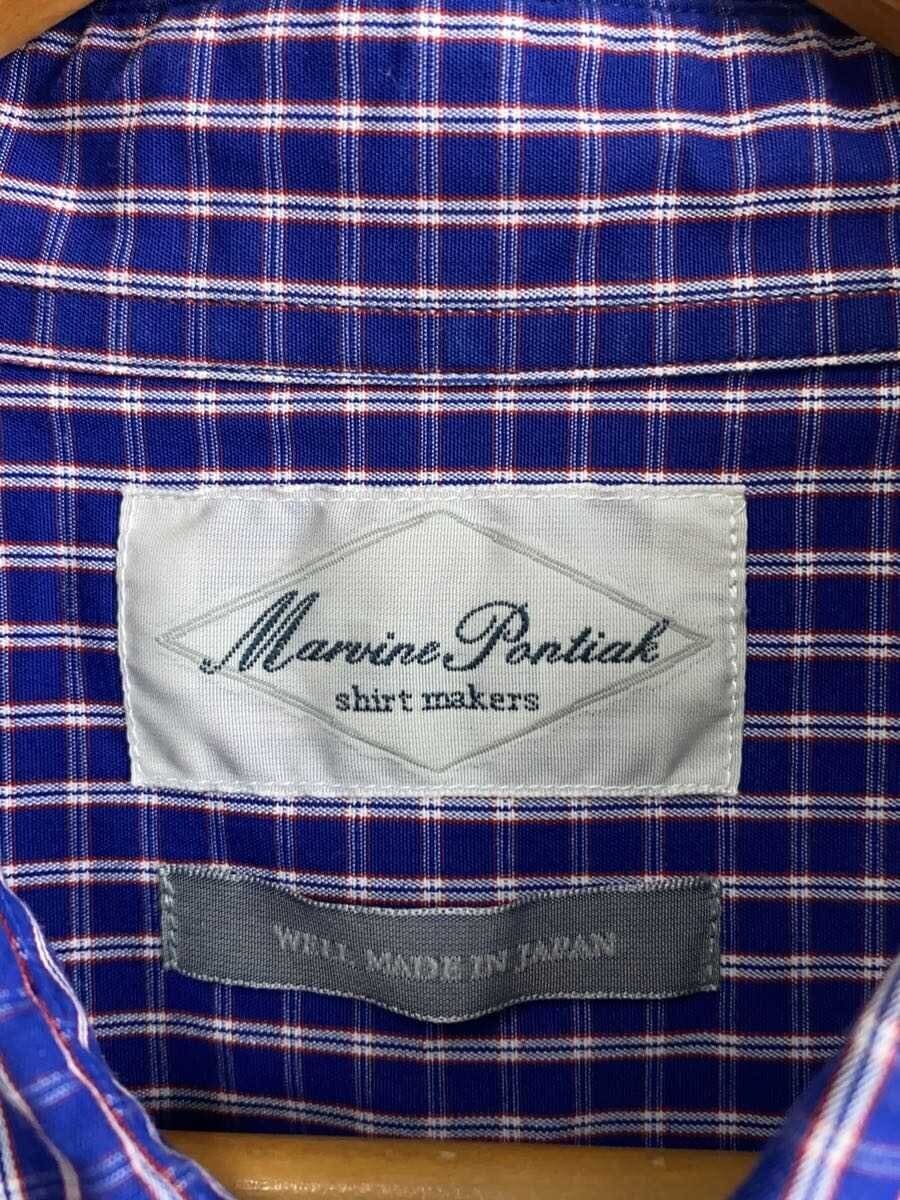 Marvine Pontiak
shirt makers
WELL MADE IN JAPAN